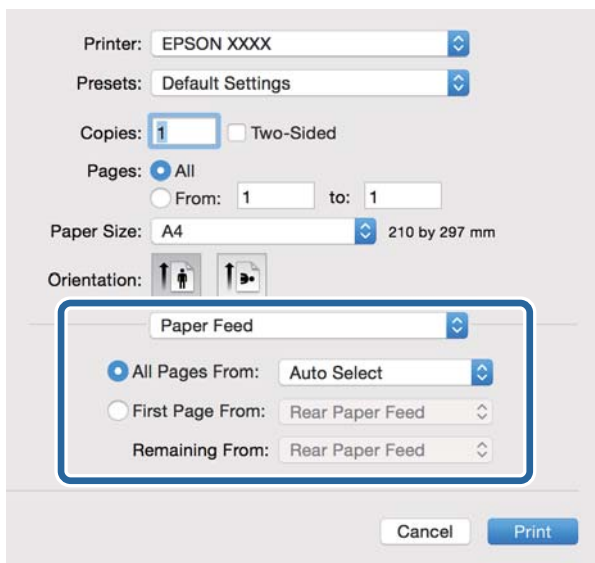 Printer: EPSON XXXX
Presets: Default Settings
Copies: 1 Two-Sided
Pages: All
From: 1 to: 1
Paper Size: A4 210 by 297 mm
Orientation:
Paper Feed
All Pages From: Auto Select
First Page From: Rear Paper Feed
Remaining From: Rear Paper Feed
Cancel Print